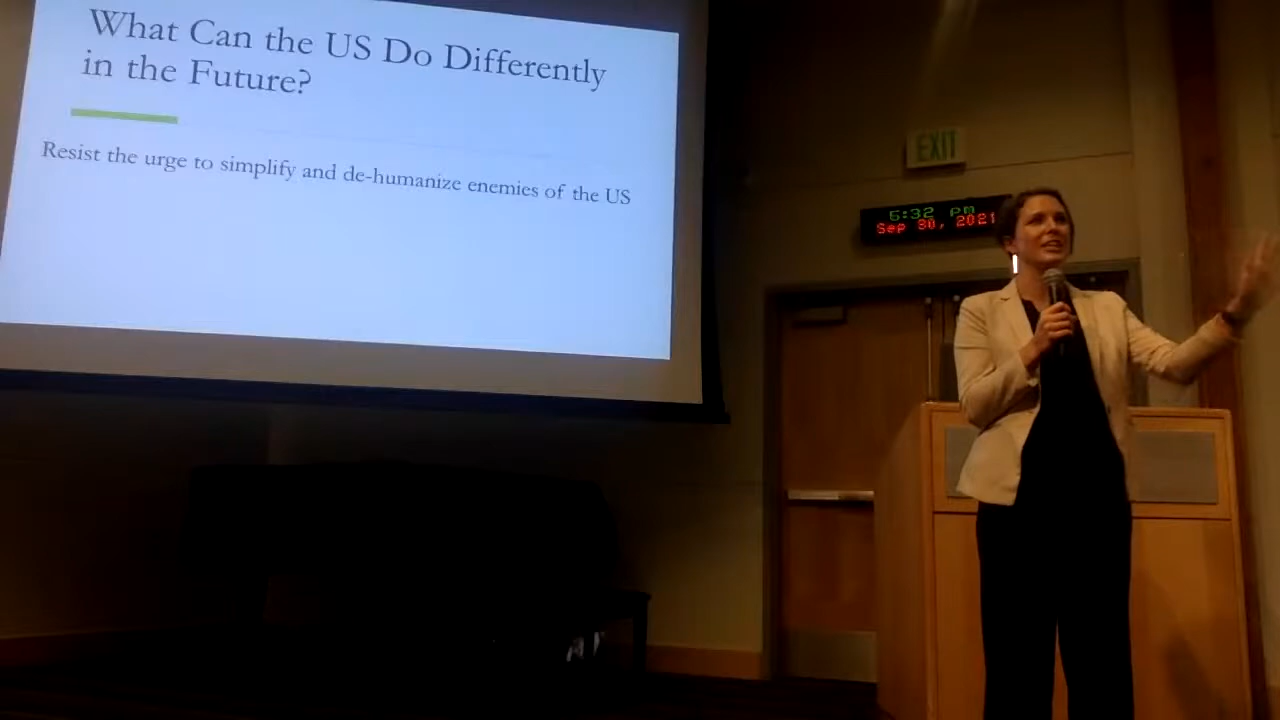 What Can the US Do Differently
in the Future?
Resist the urge to simplify and de-humanize enemies of the US
EXIT
5:32 PM
Sep 30, 2021